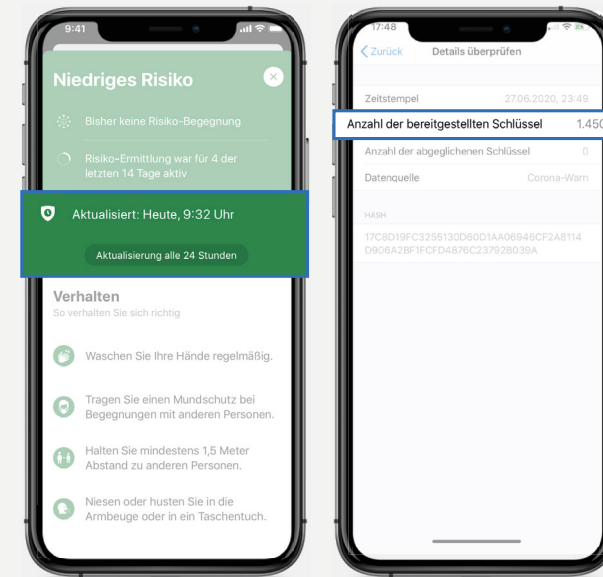 9:41
Niedriges Risiko
Bisher keine Risiko-Begegnung
Risiko-Ermittlung war für 4 der
letzten 14 Tage aktiv
Aktualisiert: Heute, 9:32 Uhr
Aktualisierung alle 24 Stunden
Verhalten
So verhalten Sie sich richtig
Waschen Sie Ihre Hände regelmäßig.
Tragen Sie einen Mundschutz bei
Begegnungen mit anderen Personen.
Halten Sie mindestens 1,5 Meter
Abstand zu anderen Personen.
Niesen oder husten Sie in die
Armbeuge oder in ein Taschentuch.
17:48
Zurück Details überprüfen
Zeitstempel 27.06.2020, 23:49
Anzahl der bereitgestellten Schlüssel 1.450
Anzahl der abgeglichenen Schlüssel 0
Datenquelle Corona-Warn
HASH
17C8D19FC3255130D60D1AA06946CF2A8114
D906A2BF1FCFD4876C237928039A